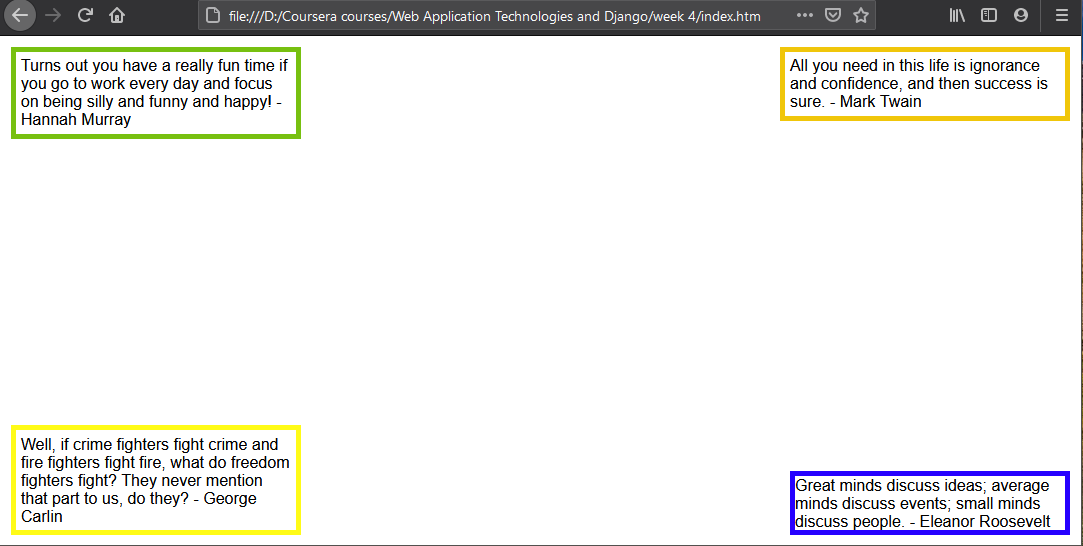 file:///D:/Coursera courses/Web Application Technologies and Django/week 4/index.htm
Turns out you have a really fun time if
you go to work every day and focus
on being silly and funny and happy! -
Hannah Murray
All you need in this life is ignorance
and confidence, and then success is
sure. - Mark Twain
Well, if crime fighters fight crime and
fire fighters fight fire, what do freedom
fighters fight? They never mention
that part to us, do they? - George
Carlin
Great minds discuss ideas; average
minds discuss events; small minds
discuss people. - Eleanor Roosevelt